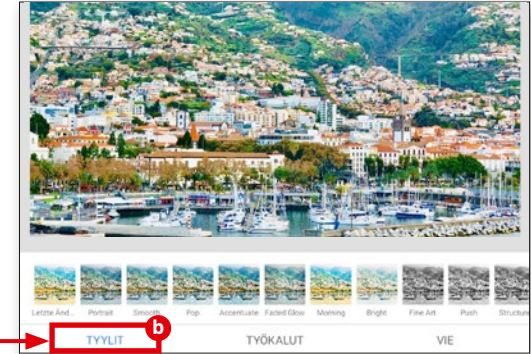 Letzte Änd... Portrait Smooth Pop Accentuate Faded Glow Morning Bright Fine Art Push Structure
b
TYYLIT TYÖKALUT VIE